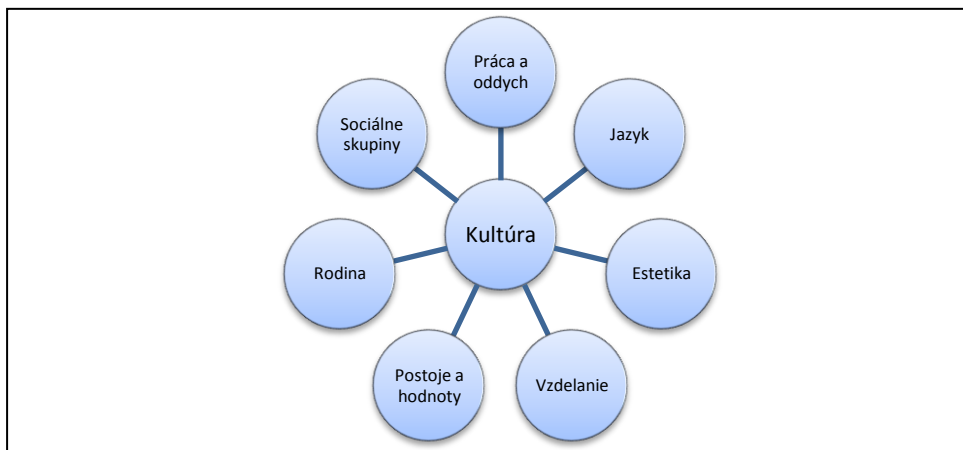 Práca a
oddych
Sociálne
skupiny
Jazyk
Kultúra
Rodina
Estetika
Postoje a
hodnoty
Vzdelanie